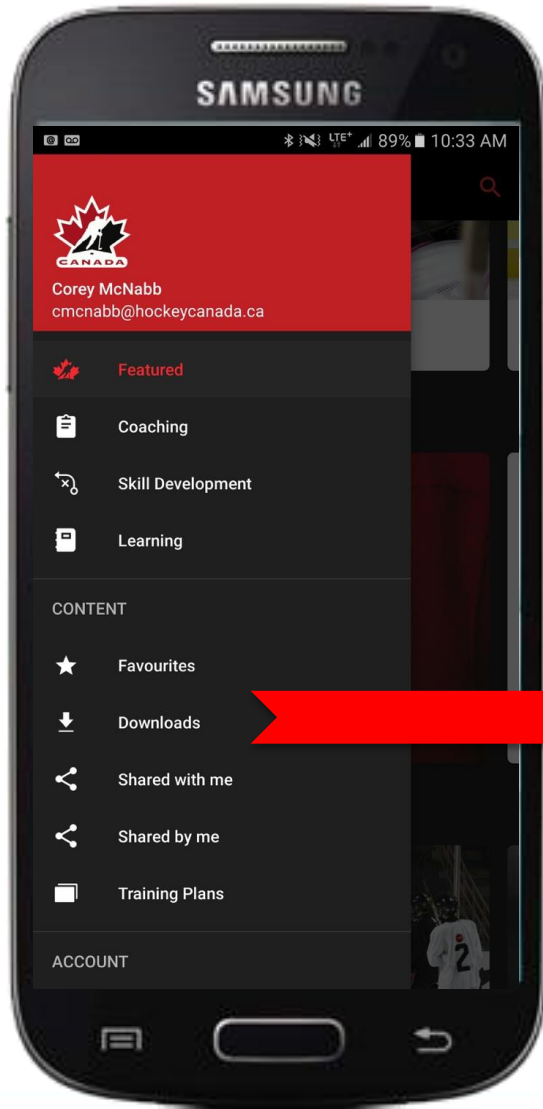 SAMSUNG
LTE+ 89% 10:33 AM
CANADA
Corey McNabb
cmcnabb@hockeycanada.ca
Featured
Coaching
Skill Development
Learning
CONTENT
Favourites
Downloads
Shared with me
Shared by me
Training Plans
2
ACCOUNT